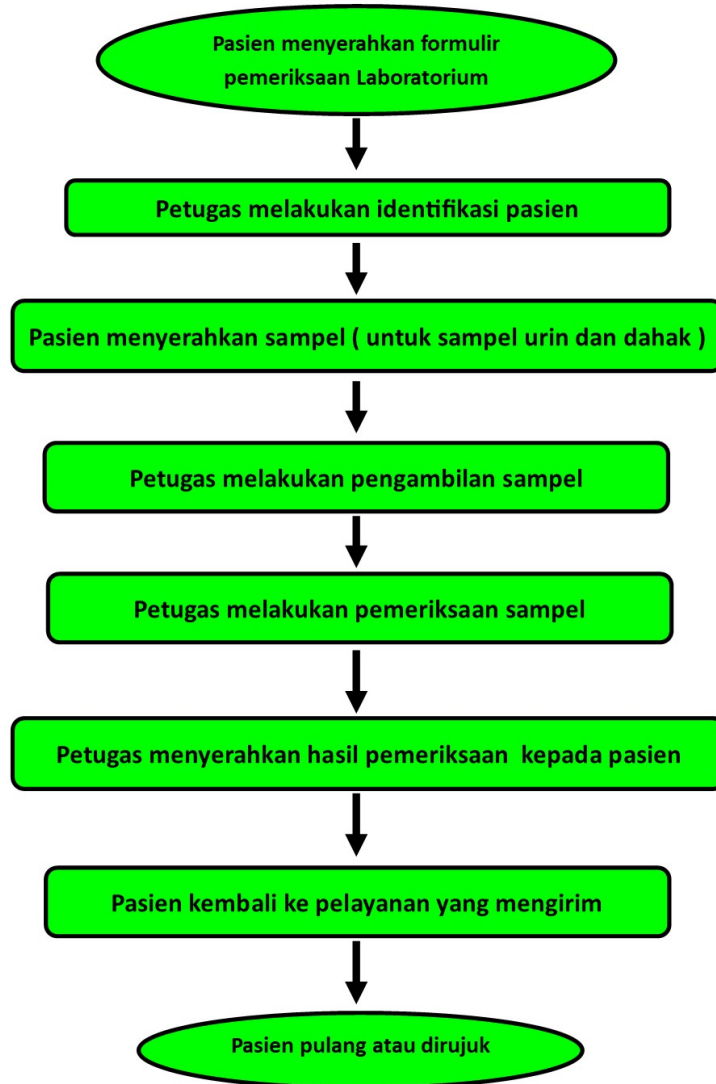 Pasien menyerahkan formulir
pemeriksaan Laboratorium
Petugas melakukan identifikasi pasien
Pasien menyerahkan sampel ( untuk sampel urin dan dahak )
Petugas melakukan pengambilan sampel
Petugas melakukan pemeriksaan sampel
Petugas menyerahkan hasil pemeriksaan  kepada pasien
Pasien kembali ke pelayanan yang mengirim
Pasien pulang atau dirujuk